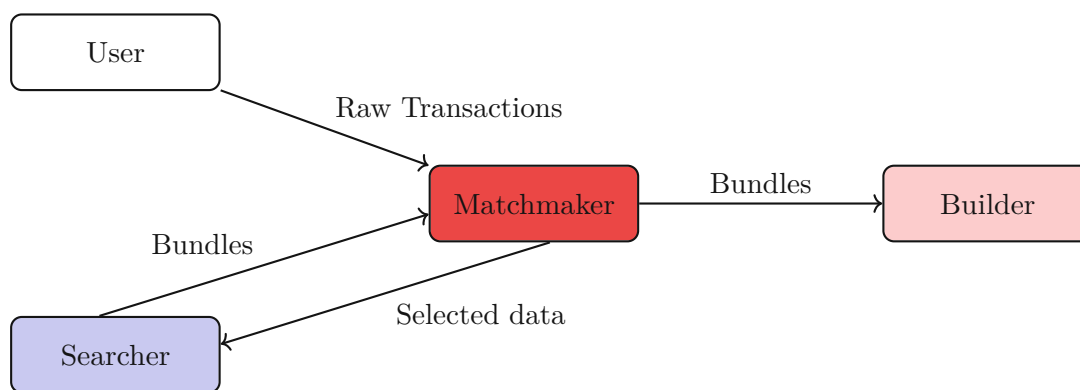 User
Raw Transactions
Matchmaker
Bundles
Builder
Bundles
Selected data
Searcher